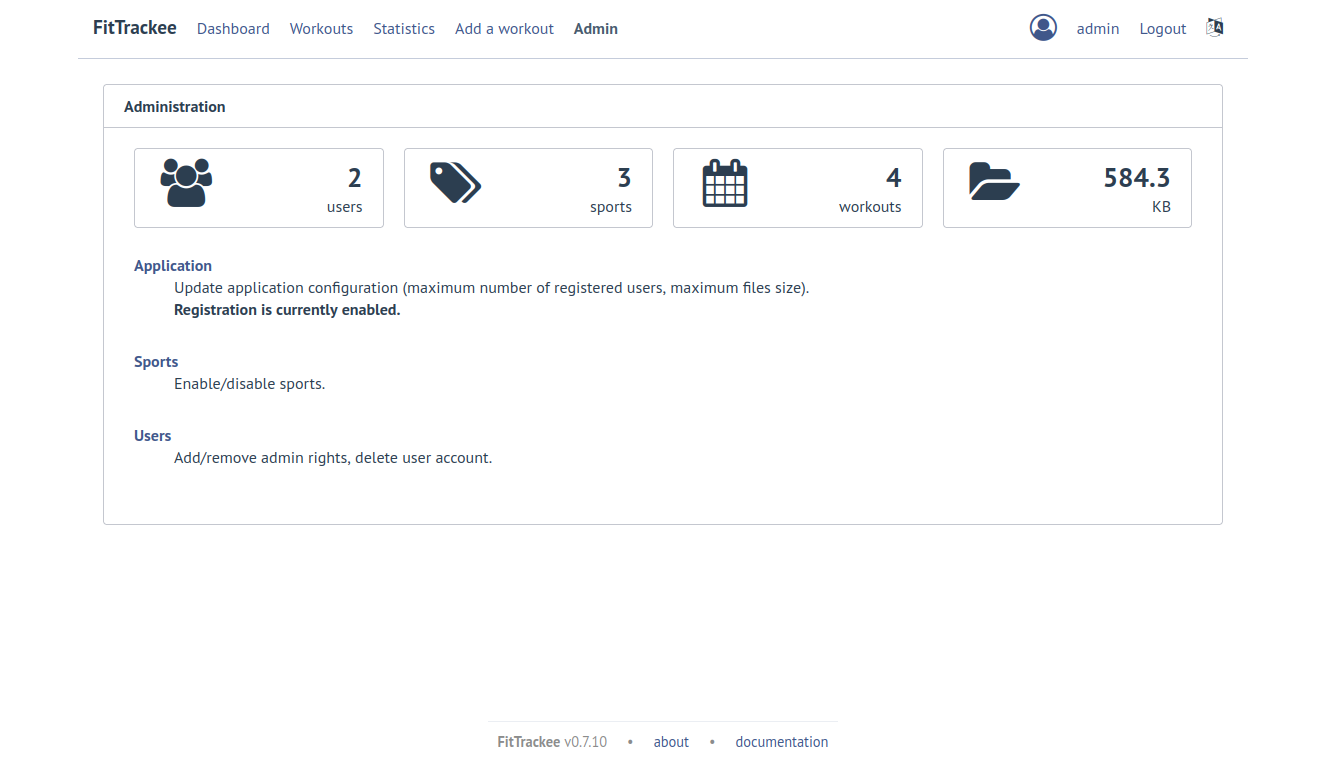 FitTrackee Dashboard Workouts Statistics Add a workout Admin admin Logout
Administration
2
users
3
sports
4
workouts
584.3
KB
Application
Update application configuration (maximum number of registered users, maximum files size).
Registration is currently enabled.
Sports
Enable/disable sports.
Users
Add/remove admin rights, delete user account.
FitTrackee v0.7.10 • about • documentation